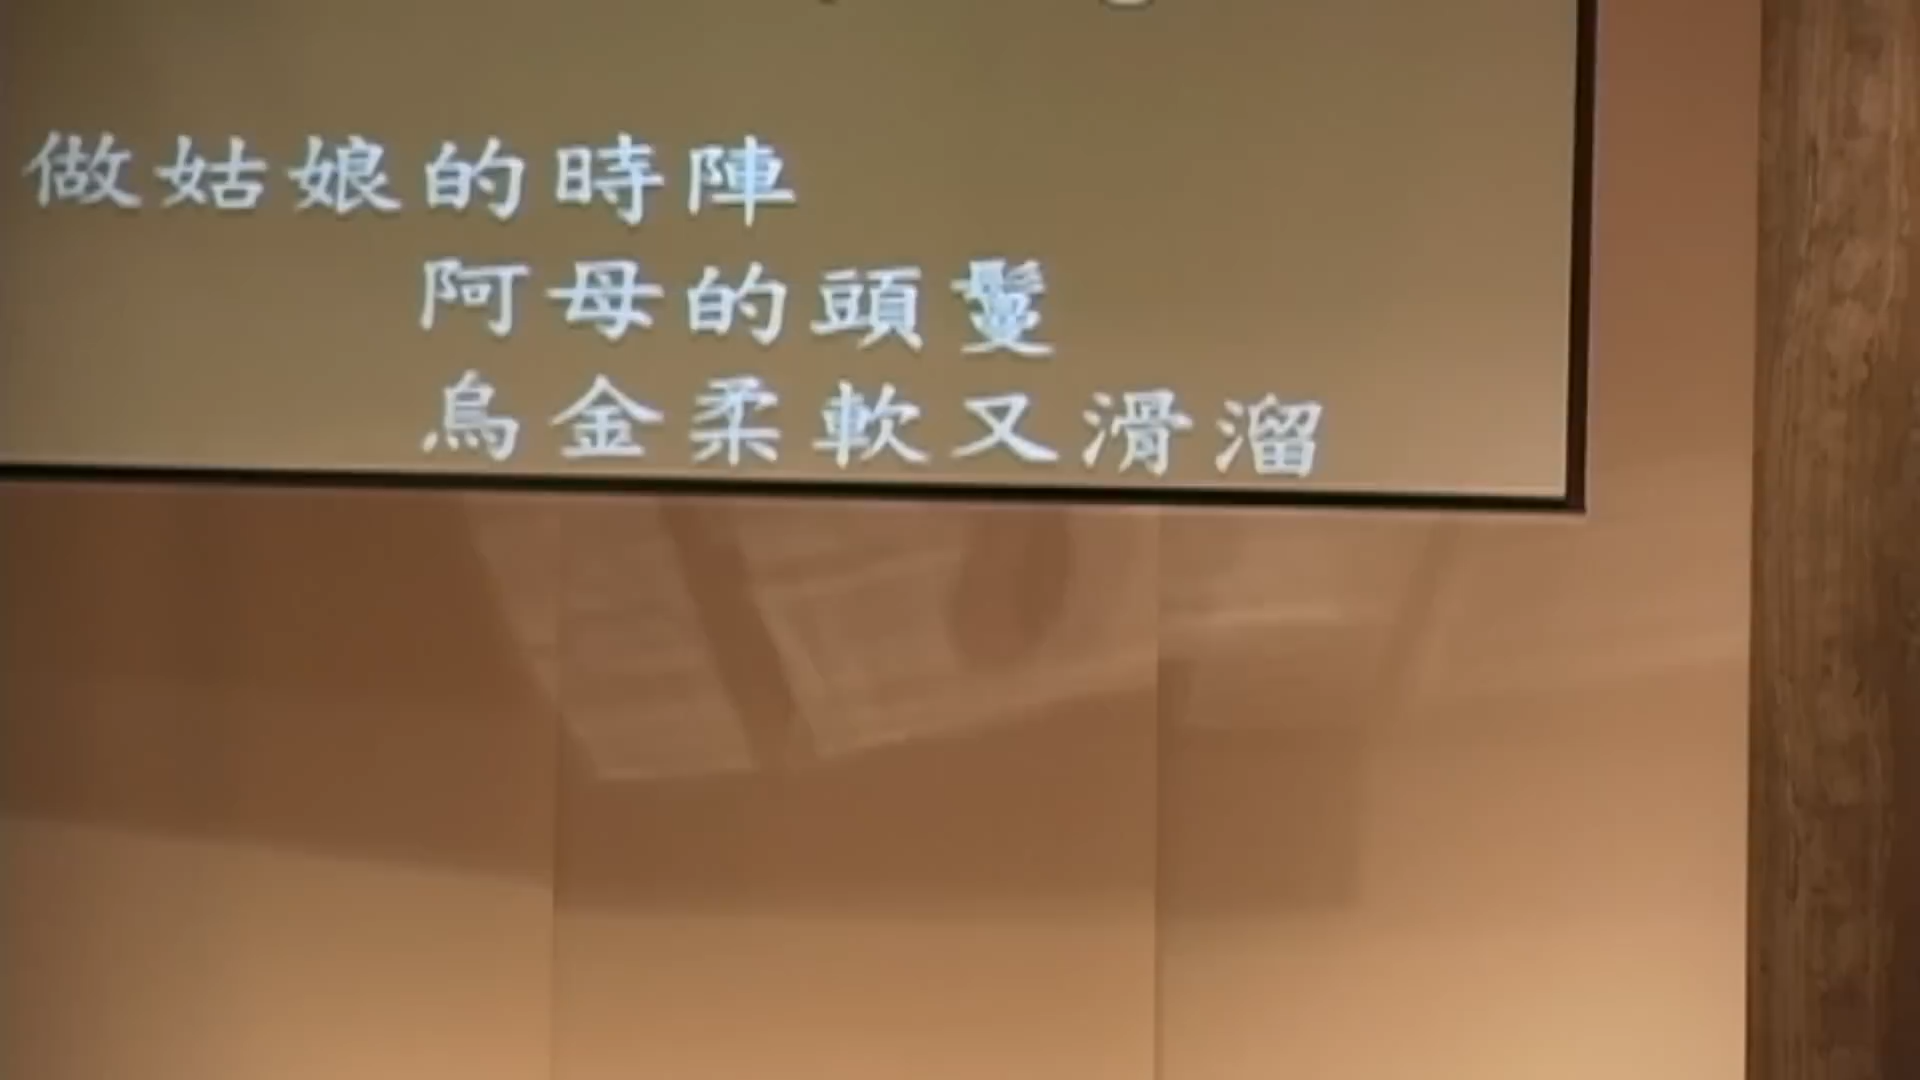 做姑娘的時陣
阿母的頭鬘
烏金柔軟又滑溜